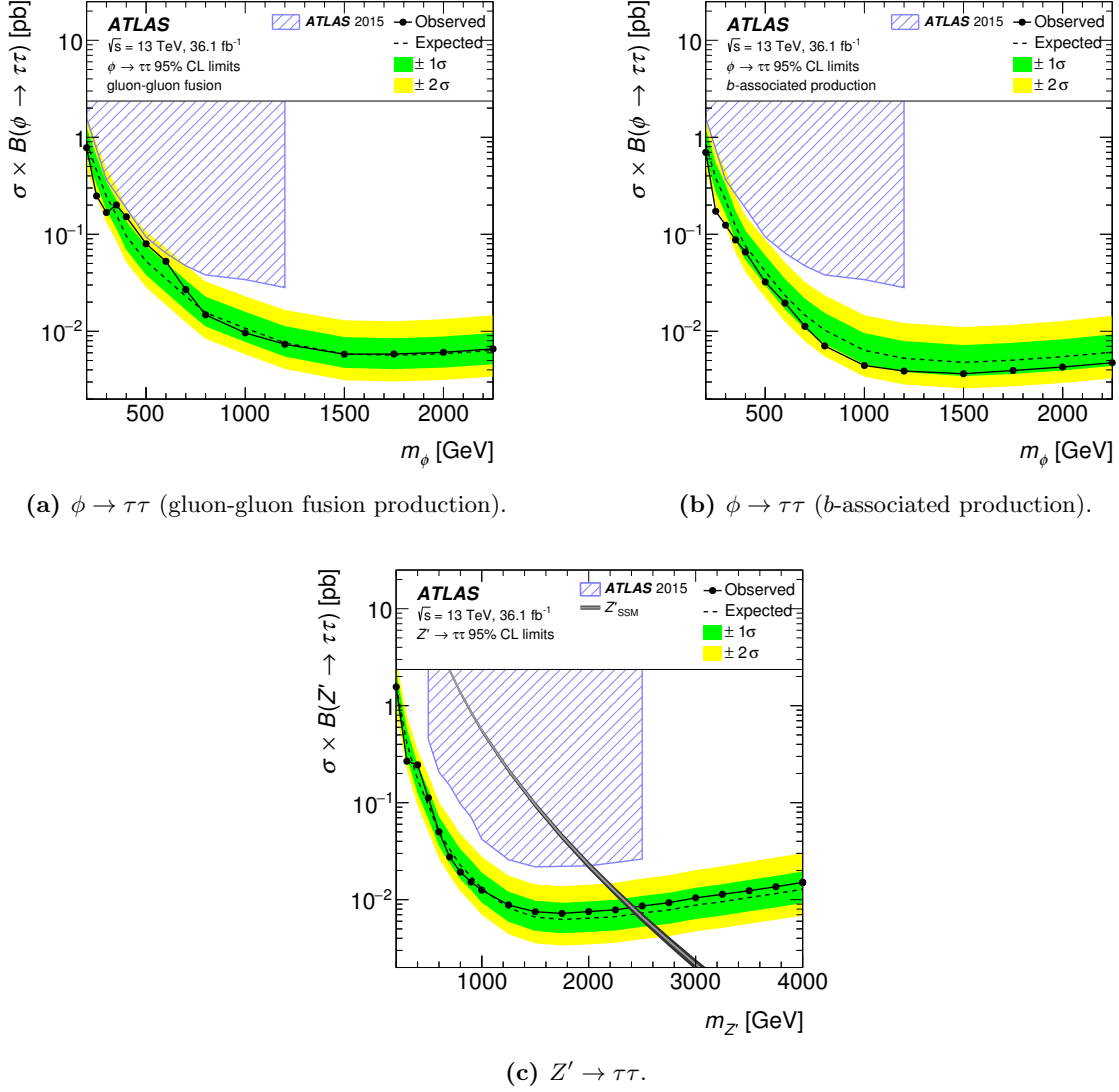 σ × B(ϕ → ττ) [pb]
10
1
10⁻¹
10⁻²
ATLAS
√s = 13 TeV, 36.1 fb⁻¹
ϕ → ττ 95% CL limits
gluon-gluon fusion
ATLAS 2015
Observed
Expected
± 1σ
± 2σ
500 1000 1500 2000
m_ϕ [GeV]
(a) ϕ → ττ (gluon-gluon fusion production).
σ × B(ϕ → ττ) [pb]
10
1
10⁻¹
10⁻²
ATLAS
√s = 13 TeV, 36.1 fb⁻¹
ϕ → ττ 95% CL limits
b-associated production
ATLAS 2015
Observed
Expected
± 1σ
± 2σ
500 1000 1500 2000
m_ϕ [GeV]
(b) ϕ → ττ (b-associated production).
σ × B(Z′ → ττ) [pb]
10
1
10⁻¹
10⁻²
ATLAS
√s = 13 TeV, 36.1 fb⁻¹
Z′ → ττ 95% CL limits
ATLAS 2015
Z′_SSM
Observed
Expected
± 1σ
± 2σ
1000 2000 3000 4000
m_Z′ [GeV]
(c) Z′ → ττ.